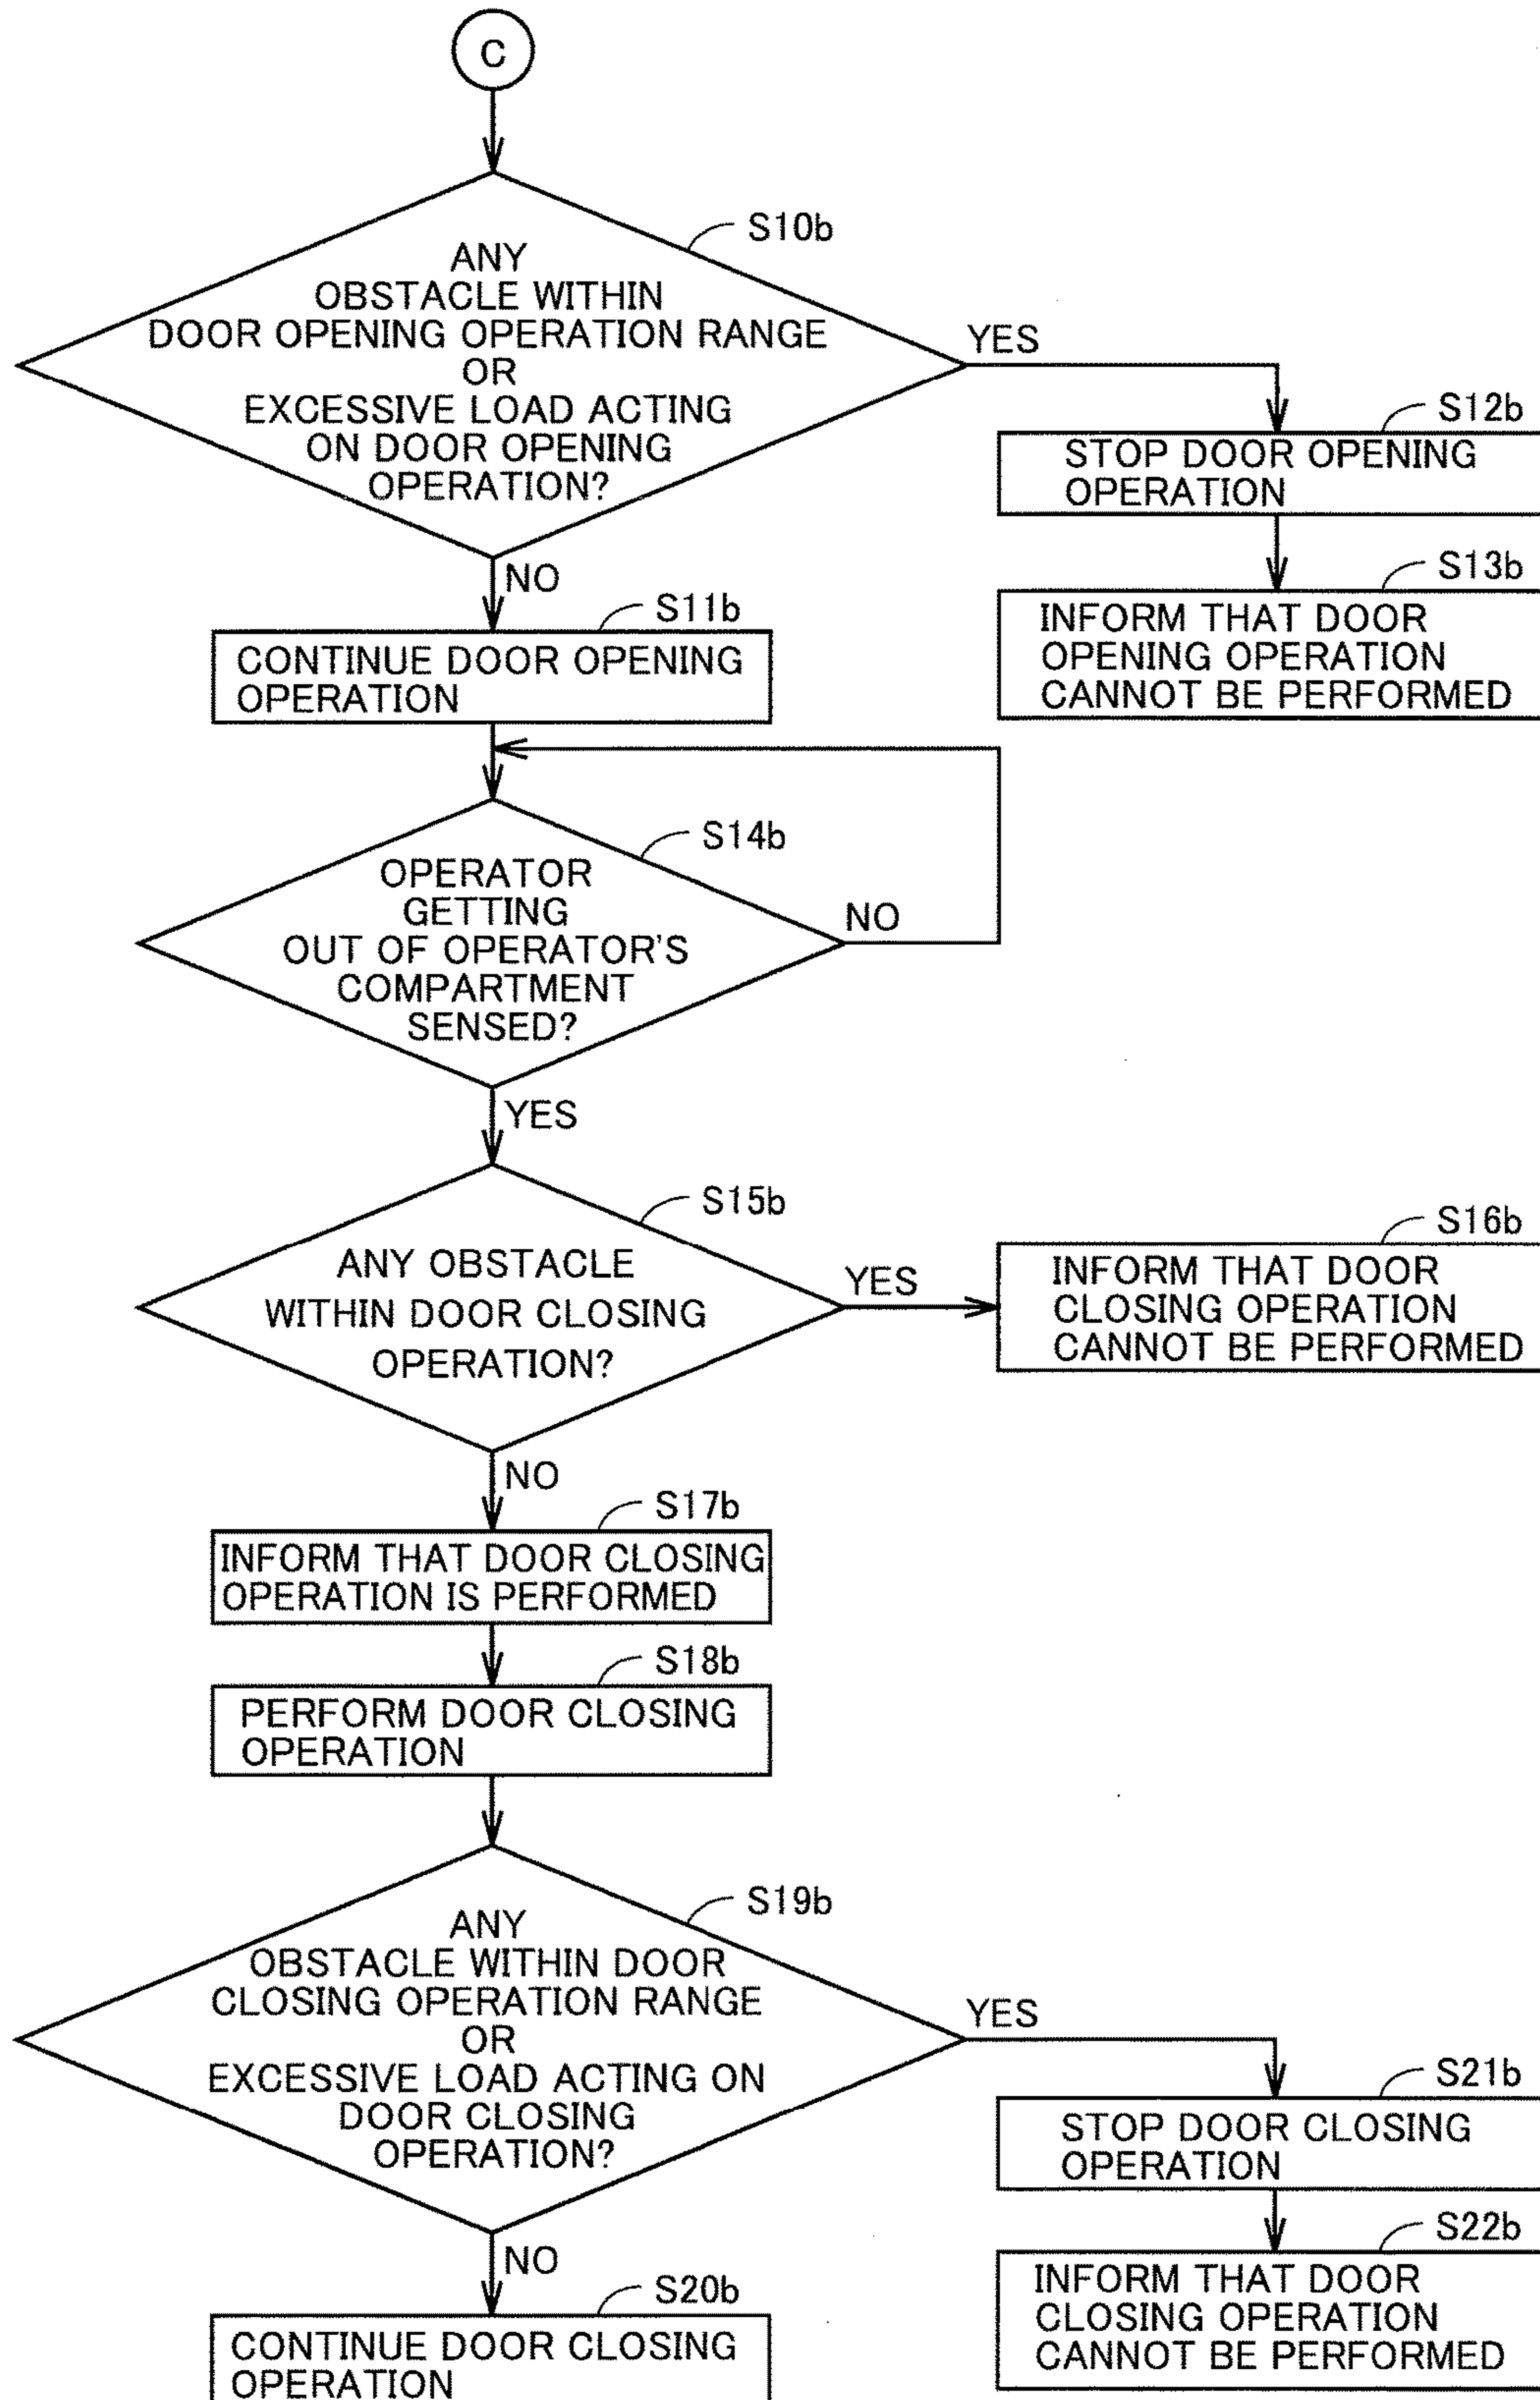 C
S10b
ANY
OBSTACLE WITHIN
DOOR OPENING OPERATION RANGE
OR
EXCESSIVE LOAD ACTING
ON DOOR OPENING
OPERATION?
YES
S12b
STOP DOOR OPENING
OPERATION
S13b
INFORM THAT DOOR
OPENING OPERATION
CANNOT BE PERFORMED
NO
S11b
CONTINUE DOOR OPENING
OPERATION
S14b
OPERATOR
GETTING
OUT OF OPERATOR'S
COMPARTMENT
SENSED?
NO
YES
S15b
ANY OBSTACLE
WITHIN DOOR CLOSING
OPERATION?
YES
S16b
INFORM THAT DOOR
CLOSING OPERATION
CANNOT BE PERFORMED
NO
S17b
INFORM THAT DOOR CLOSING
OPERATION IS PERFORMED
S18b
PERFORM DOOR CLOSING
OPERATION
S19b
ANY
OBSTACLE WITHIN DOOR
CLOSING OPERATION RANGE
OR
EXCESSIVE LOAD ACTING ON
DOOR CLOSING
OPERATION?
YES
S21b
STOP DOOR CLOSING
OPERATION
S22b
INFORM THAT DOOR
CLOSING OPERATION
CANNOT BE PERFORMED
NO
S20b
CONTINUE DOOR CLOSING
OPERATION